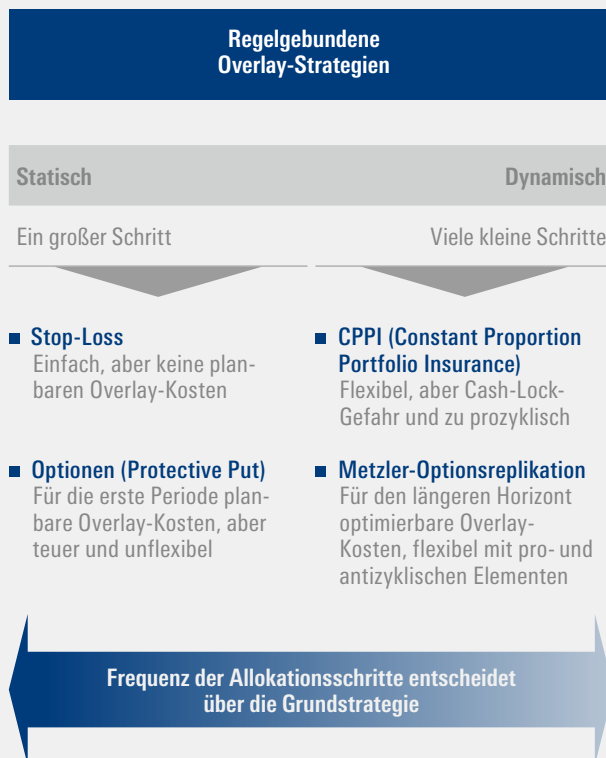 Regelgebundene
Overlay-Strategien
Statisch
Dynamisch
Ein großer Schritt
Viele kleine Schritte
Stop-Loss
Einfach, aber keine plan-
baren Overlay-Kosten
Optionen (Protective Put)
Für die erste Periode plan-
bare Overlay-Kosten, aber
teuer und unflexibel
CPPI (Constant Proportion
Portfolio Insurance)
Flexibel, aber Cash-Lock-
Gefahr und zu prozyklisch
Metzler-Optionsreplikation
Für den längeren Horizont
optimierbare Overlay-
Kosten, flexibel mit pro- und
antizyklischen Elementen
Frequenz der Allokationsschritte entscheidet
über die Grundstrategie